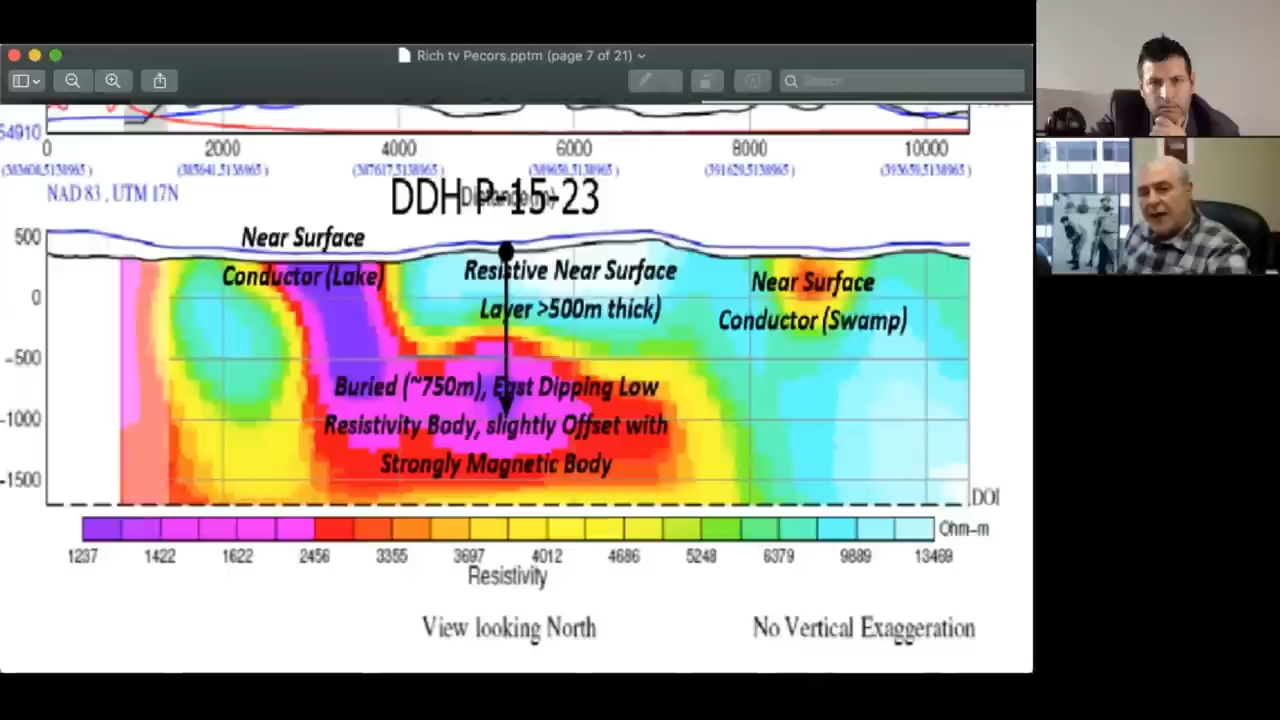 Rich tv Pecors.pptm (page 7 of 21)
Search
54910
0 2000 4000 6000 8000 10000
NAD 83 , UTM 17N
DDH P-15-23
500
0
-500
-1000
-1500
Near Surface
Conductor (Lake)
Resistive Near Surface
Layer >500m thick)
Near Surface
Conductor (Swamp)
Buried (~750m), East Dipping Low
Resistivity Body, slightly Offset with
Strongly Magnetic Body
DOI
Ohm-m
1237 1422 1622 2456 3355 3697 4012 4686 5248 6379 9889 13469
Resistivity
View looking North
No Vertical Exaggeration